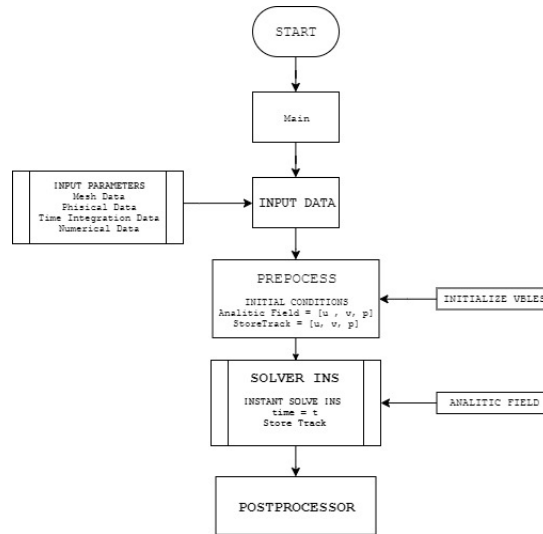 START
Main
INPUT PARAMETERS
Mesh Data
Phisical Data
Time Integration Data
Numerical Data
INPUT DATA
PREPOCESS
INITIAL CONDITIONS
Analitic Field = [u , v, p]
StoreTrack = [u, v, p]
INITIALIZE VBLES
SOLVER INS
INSTANT SOLVE INS
time = t
Store Track
ANALITIC FIELD
POSTPROCESSOR